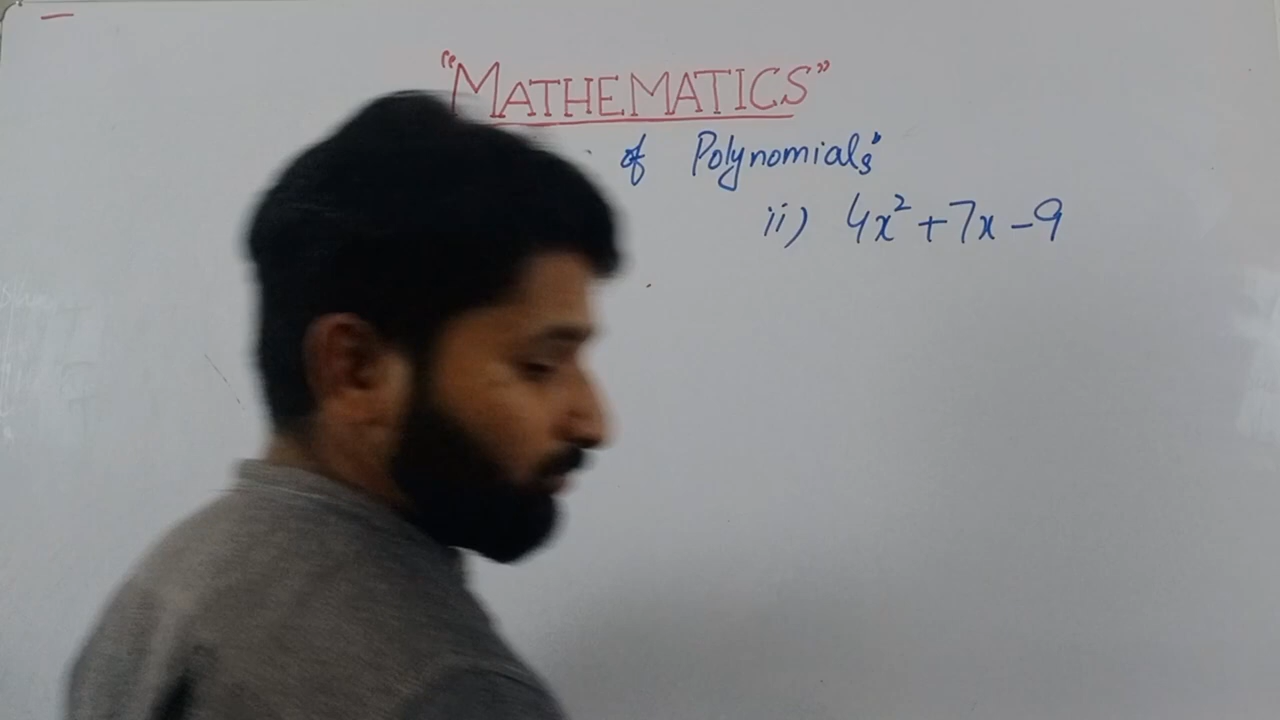 "MATHEMATICS"
of Polynomials"
ii) 4x² + 7x - 9